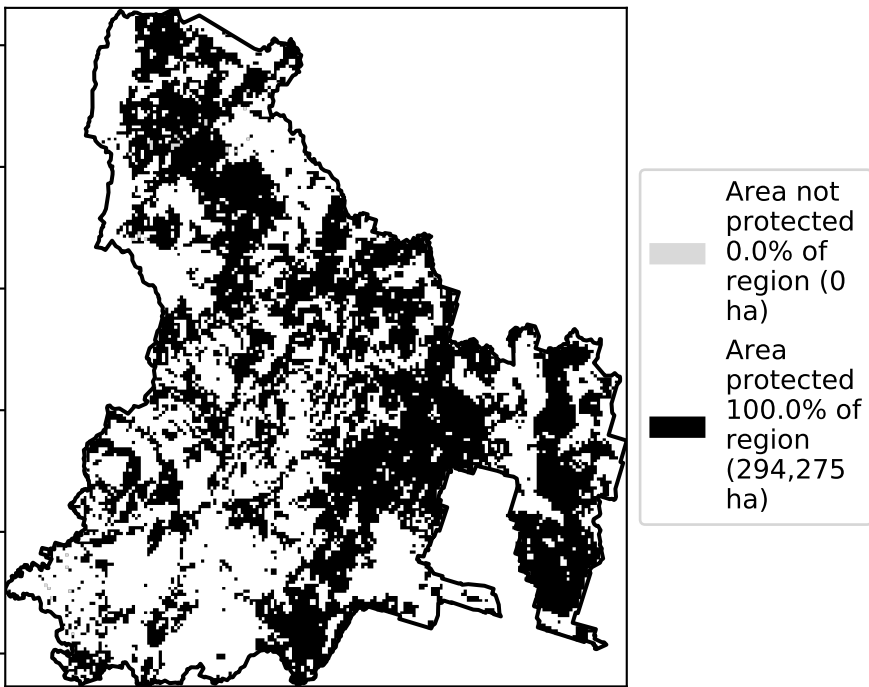 Area not
protected
0.0% of
region (0
ha)
Area
protected
100.0% of
region
(294,275
ha)